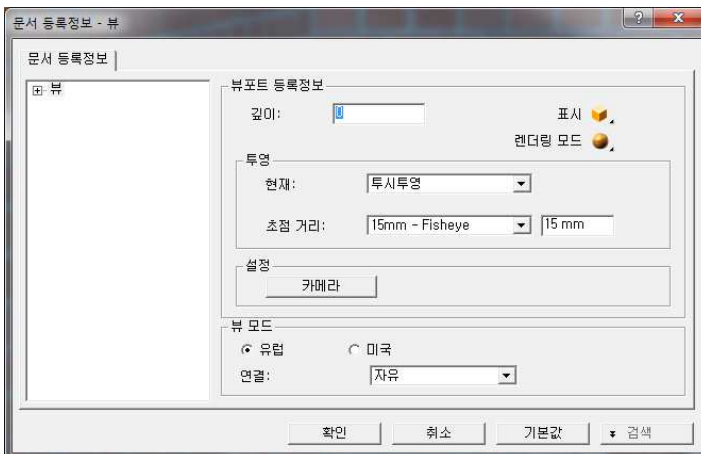 문서 등록정보 - 뷰
문서 등록정보
뷰
뷰포트 등록정보
깊이: 0
표시
렌더링 모드
투영
현재: 투시투영
초점 거리: 15mm - Fisheye 15 mm
설정
카메라
뷰 모드
유럽 미국
연결: 자유
확인 취소 기본값 검색